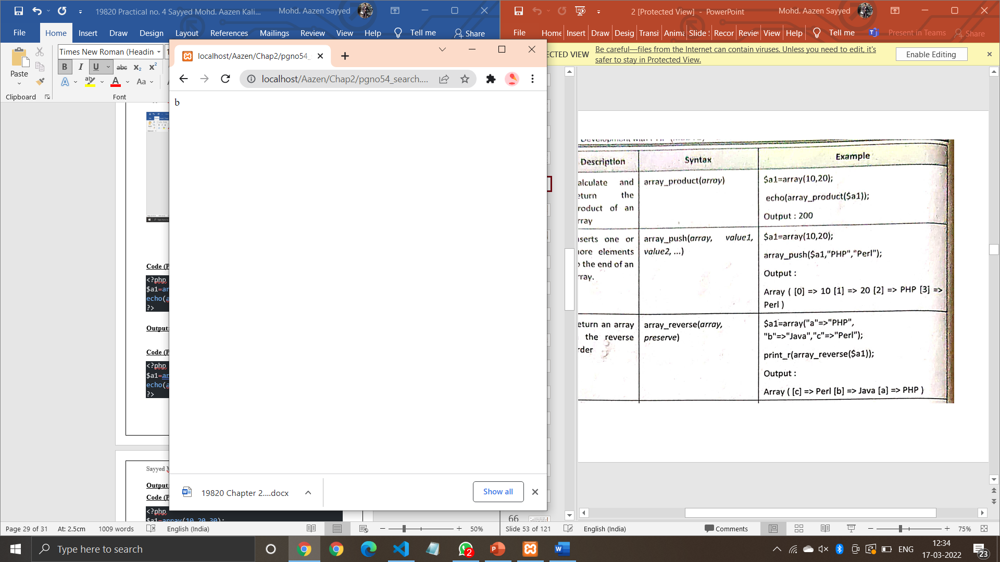 19820 Practical no. 4 Sayyed Mohd. Aazen Kali...
Mohd. Aazen Sayyed
File Home Insert Draw Design Layout References Mailings Review View Help Tell me Share
Paste
Clipboard
Times New Roman (Headin
B I U abc x₂ x²
A Aa
Font
Code (P
<?php
$a1=ar
echo(a
?>
Output:
Code (P
<?php
$a1=ar
echo(a
?>
Sayyed M
Output:
Code (P
<?php
$a1=array(10,20,30);
Page 29 of 31
At: 2.5cm
1009 words
English (India)
50%
localhost/Aazen/Chap2/pgno54_
localhost/Aazen/Chap2/pgno54_search....
b
19820 Chapter 2....docx
Show all
2 [Protected View] - PowerPoint
Mohd. Aazen Sayyed
File Home Insert Draw Desig Transi Anima Slide Recor Review View Help Tell me Present in Teams Share
ECTED VIEW
Be careful—files from the Internet can contain viruses. Unless you need to edit, it's
safer to stay in Protected View.
Enable Editing
Description Syntax Example
alculate and
eturn the
roduct of an
rray
array_product(array)
$a1=array(10,20);
echo(array_product($a1));
Output : 200
nserts one or
ore elements
the end of an
rray.
array_push(array, value1,
value2, ...)
$a1=array(10,20);
array_push($a1,"PHP","Perl");
Output :
Array ( [0] => 10 [1] => 20 [2] => PHP [3] =>
Perl )
eturn an array
the reverse
rder
array_reverse(array,
preserve)
$a1=array("a"=>"PHP",
"b"=>"Java","c"=>"Perl");
print_r(array_reverse($a1));
Output :
Array ( [c] => Perl [b] => Java [a] => PHP )
66
Slide 53 of 121
English (India)
Comments
75%
Type here to search
2
ENG
12:34
17-03-2022
23